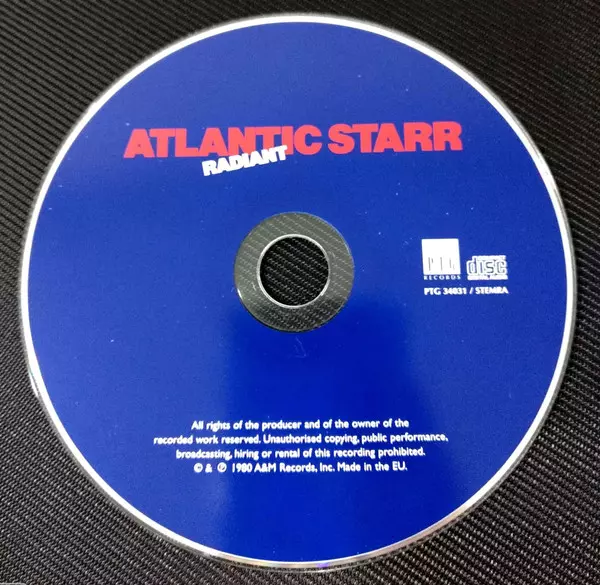 ATLANTIC STARR
RADIANT
PTG
RECORDS
disc
PTG 34031 / STEMRA
All rights of the producer and of the owner of the
recorded work reserved. Unauthorised copying, public performance,
broadcasting, hiring or rental of this recording prohibited.
© & ℗ 1980 A&M Records, Inc. Made in the EU.